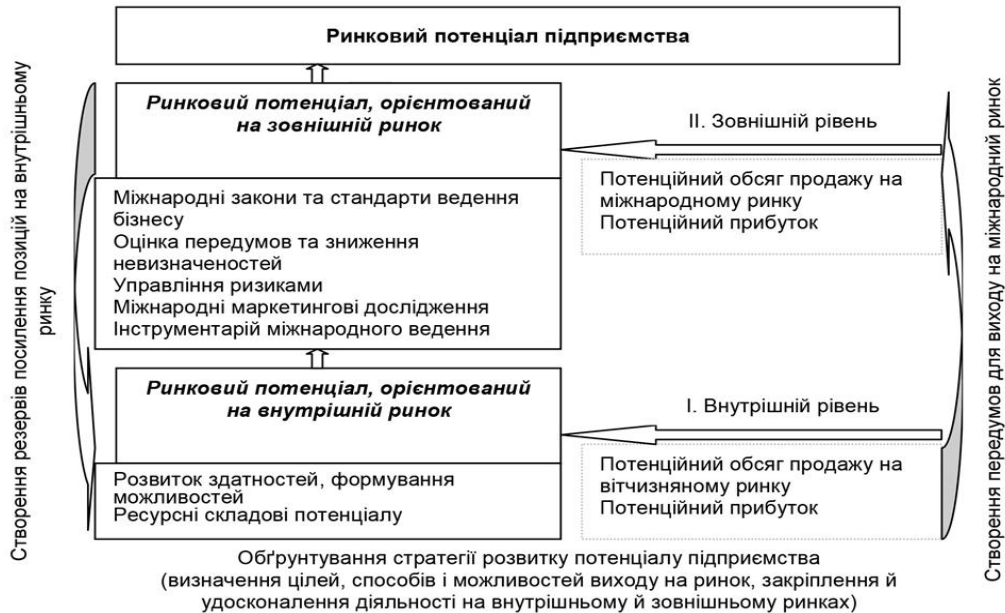 Ринковий потенціал підприємства
Створення резервів посилення позицій на внутрішньому
ринку
Ринковий потенціал, орієнтований
на зовнішній ринок
Міжнародні закони та стандарти ведення
бізнесу
Оцінка передумов та зниження
невизначеностей
Управління ризиками
Міжнародні маркетингові дослідження
Інструментарій міжнародного ведення
ІІ. Зовнішній рівень
Потенційний обсяг продажу на
міжнародному ринку
Потенційний прибуток
Ринковий потенціал, орієнтований
на внутрішній ринок
Розвиток здатностей, формування
можливостей
Ресурсні складові потенціалу
І. Внутрішній рівень
Потенційний обсяг продажу на
вітчизняному ринку
Потенційний прибуток
Створення передумов для виходу на міжнародний ринок
Обґрунтування стратегії розвитку потенціалу підприємства
(визначення цілей, способів і можливостей виходу на ринок, закріплення й
удосконалення діяльності на внутрішньому й зовнішньому ринках)